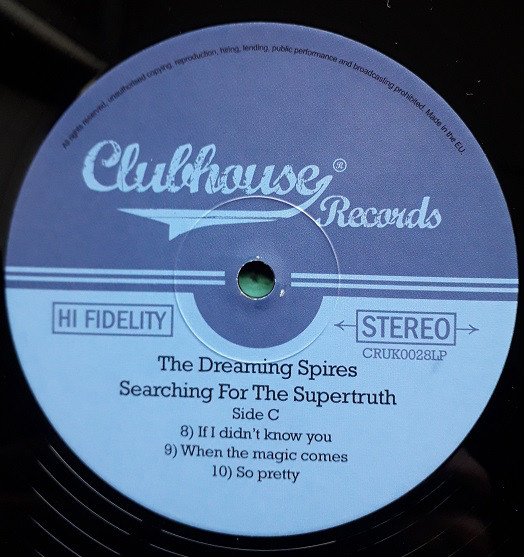 All rights reserved, unauthorised copying, reproduction, hiring, lending, public performance and broadcasting prohibited. Made in the EU
Clubhouse®
Records
HI FIDELITY
STEREO
CRUK0028LP
The Dreaming Spires
Searching For The Supertruth
Side C
8) If I didn't know you
9) When the magic comes
10) So pretty